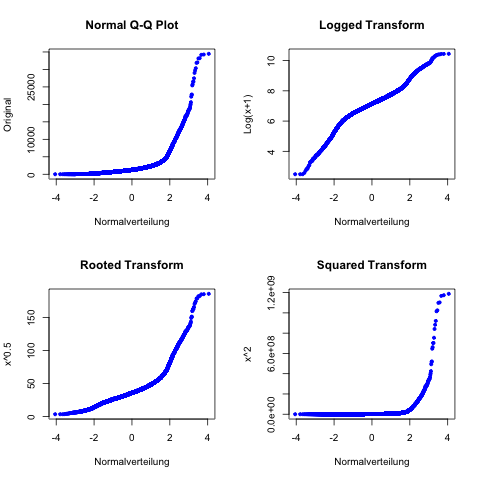 Normal Q-Q Plot
Original
0
10000
25000
-4 -2 0 2 4
Normalverteilung
Logged Transform
Log(x+1)
4
6
8
10
-4 -2 0 2 4
Normalverteilung
Rooted Transform
x^0.5
0
50
100
150
-4 -2 0 2 4
Normalverteilung
Squared Transform
x^2
0.0e+00
6.0e+08
1.2e+09
-4 -2 0 2 4
Normalverteilung